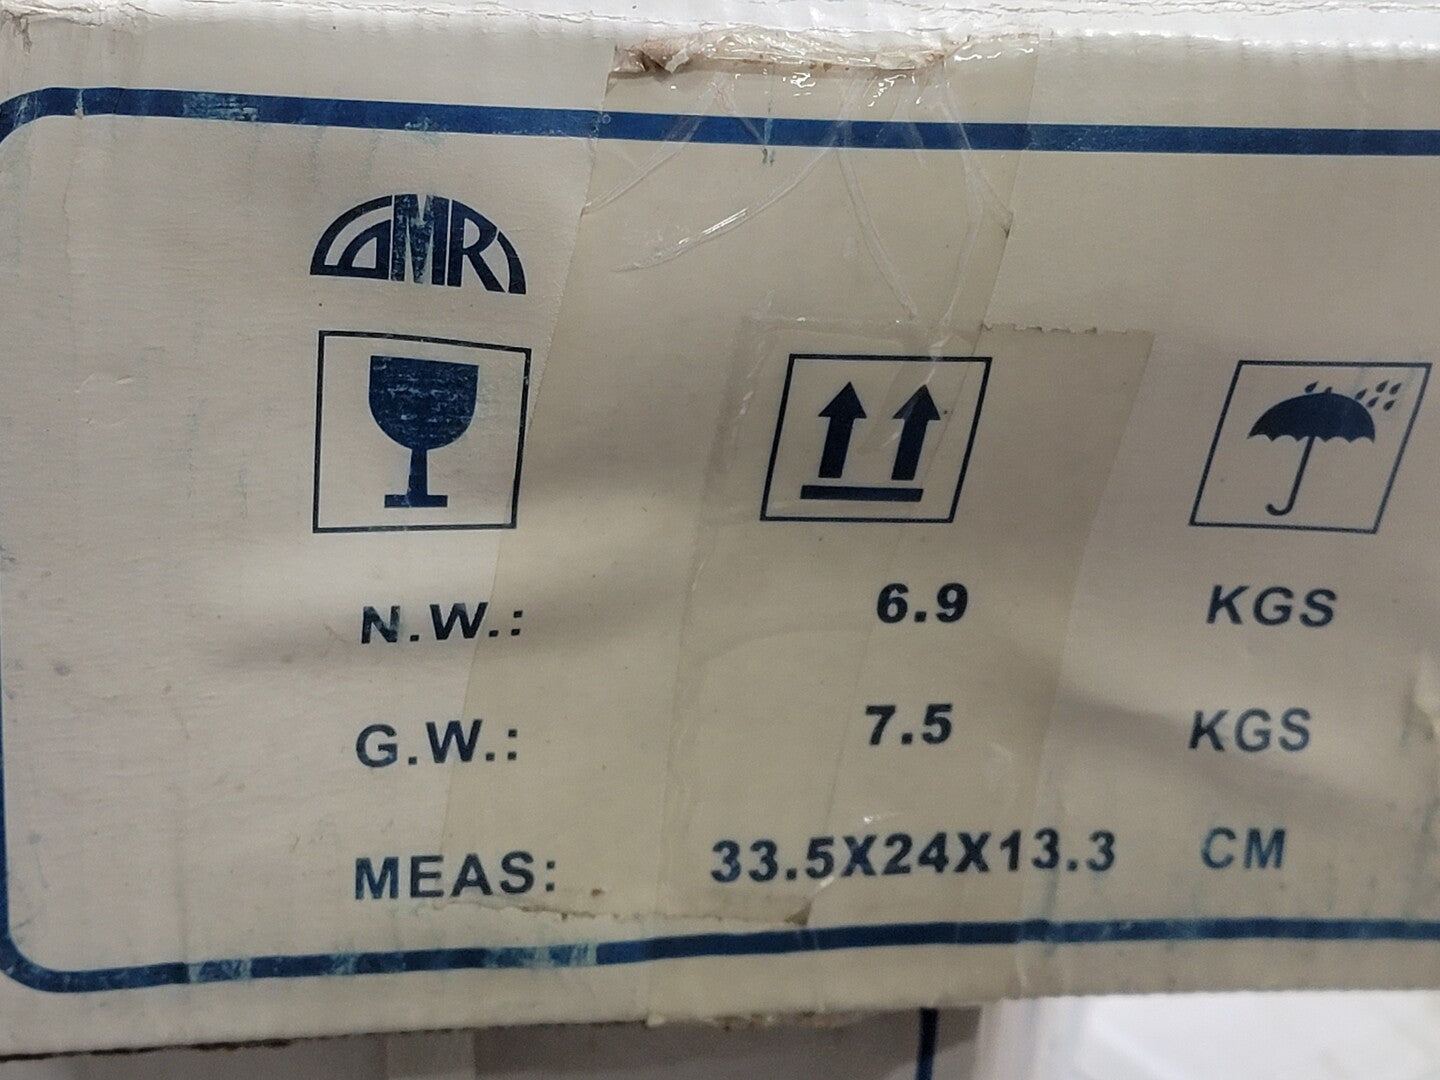 N.W.: 6.9 KGS
G.W.: 7.5 KGS
MEAS: 33.5X24X13.3 CM